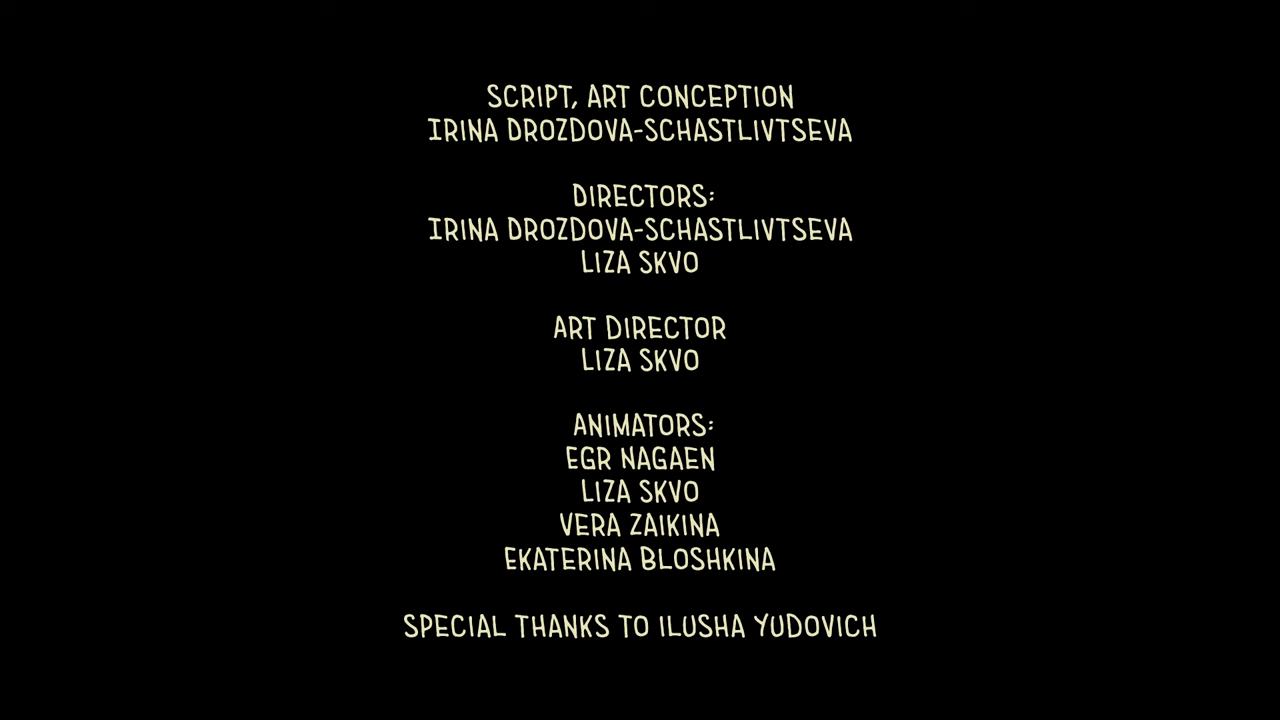 SCRIPT, ART CONCEPTION
IRINA DROZDOVA-SCHASTLIVTSEVA
DIRECTORS:
IRINA DROZDOVA-SCHASTLIVTSEVA
LIZA SKVO
ART DIRECTOR
LIZA SKVO
ANIMATORS:
EGR NAGAEN
LIZA SKVO
VERA ZAIKINA
EKATERINA BLOSHKINA
SPECIAL THANKS TO ILUSHA YUDOVICH